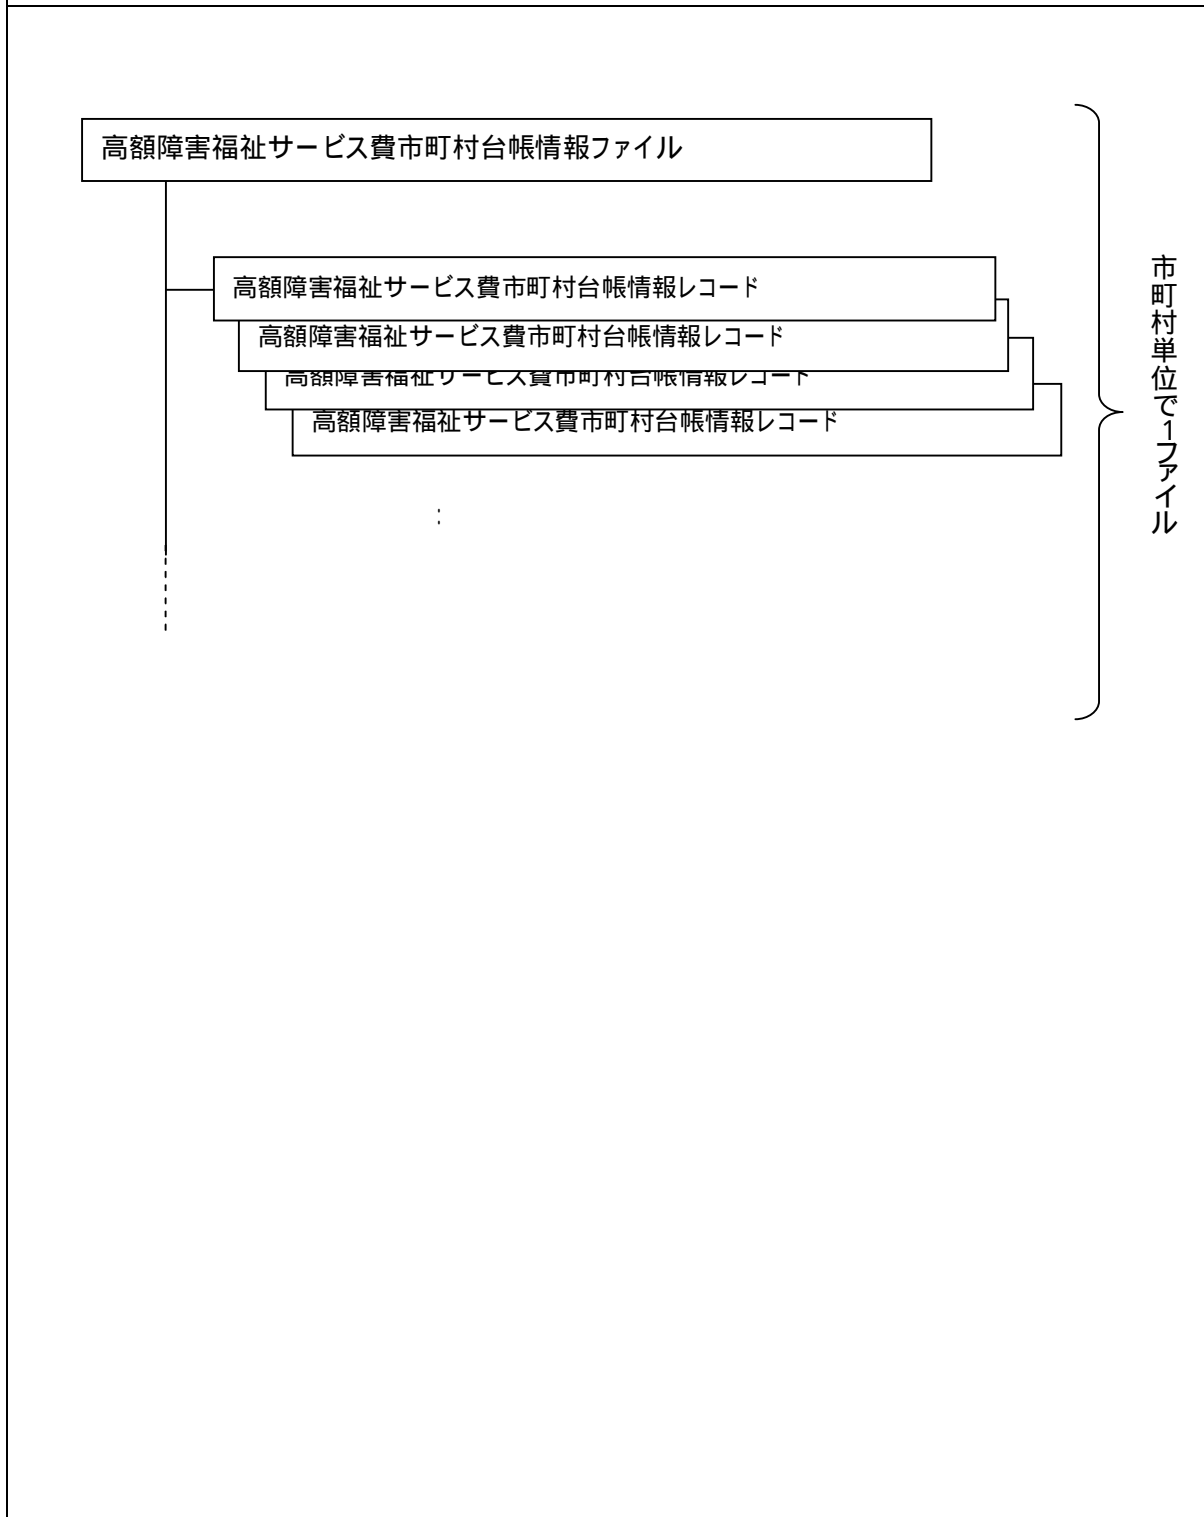 高額障害福祉サービス費市町村台帳情報ファイル
高額障害福祉サービス費市町村台帳情報レコード
高額障害福祉サービス費市町村台帳情報レコード
高額障害福祉サービス費市町村台帳情報レコード
高額障害福祉サービス費市町村台帳情報レコード
:
市町村単位で1ファイル